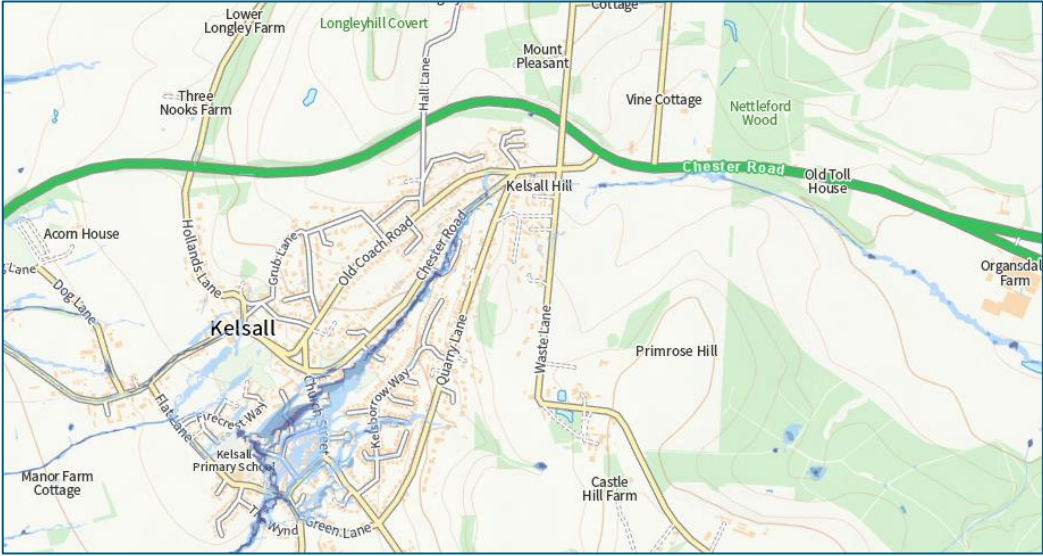 Lower
Longley Farm
Longleyhill Covert
Cottage
Mount
Pleasant
Hall Lane
Three
Nooks Farm
Vine Cottage
Nettleford
Wood
Chester Road
Old Toll
House
Kelsall Hill
Acorn House
Hollands Lane
Grub Lane
Old Coach Road
Chester Road
Lane
Dog Lane
Organsdal
Farm
Kelsall
Quarry Lane
Waste Lane
Primrose Hill
Flat Lane
Firecrest Way
Church Street
Kelsborrow Way
Kelsall
Primary School
Manor Farm
Cottage
Castle
Hill Farm
The Wynd
Green Lane